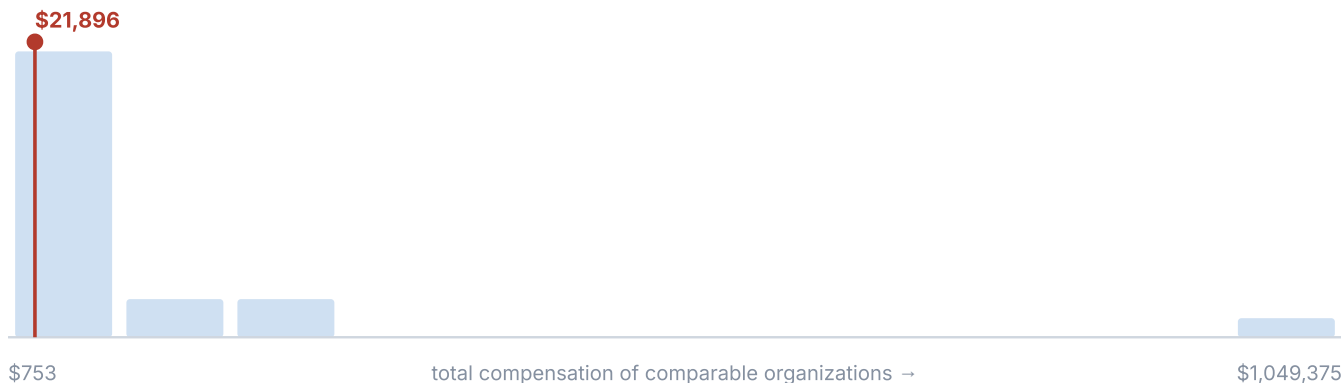 $21,896
$753
total compensation of comparable organizations →
$1,049,375